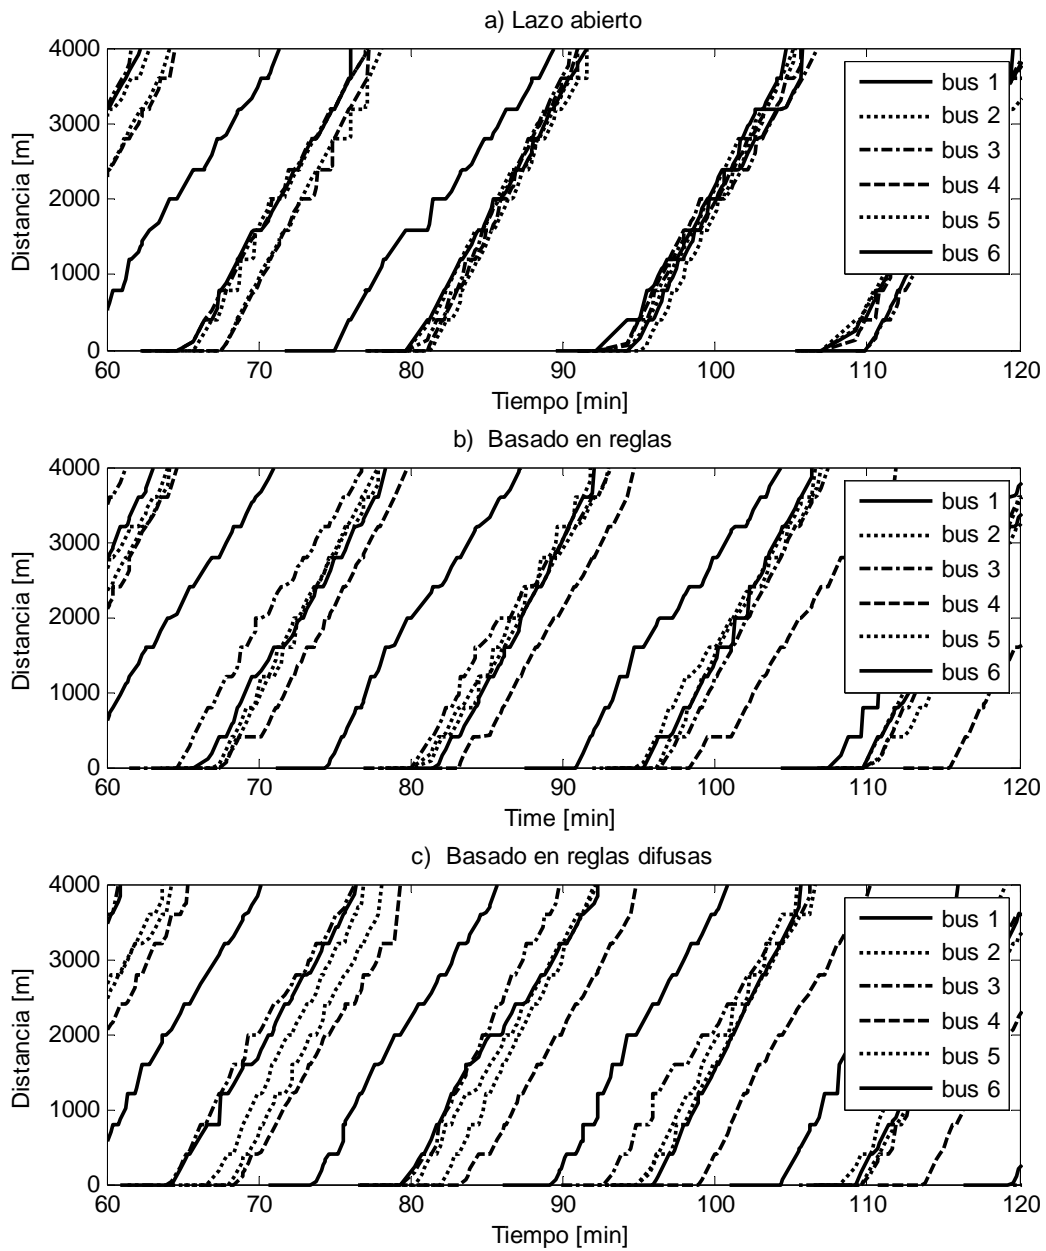 a) Lazo abierto
4000
3000
2000
1000
0
Distancia [m]
60 70 80 90 100 110 120
Tiempo [min]
bus 1
bus 2
bus 3
bus 4
bus 5
bus 6
b) Basado en reglas
4000
3000
2000
1000
0
Distancia [m]
60 70 80 90 100 110 120
Time [min]
bus 1
bus 2
bus 3
bus 4
bus 5
bus 6
c) Basado en reglas difusas
4000
3000
2000
1000
0
Distancia [m]
60 70 80 90 100 110 120
Tiempo [min]
bus 1
bus 2
bus 3
bus 4
bus 5
bus 6